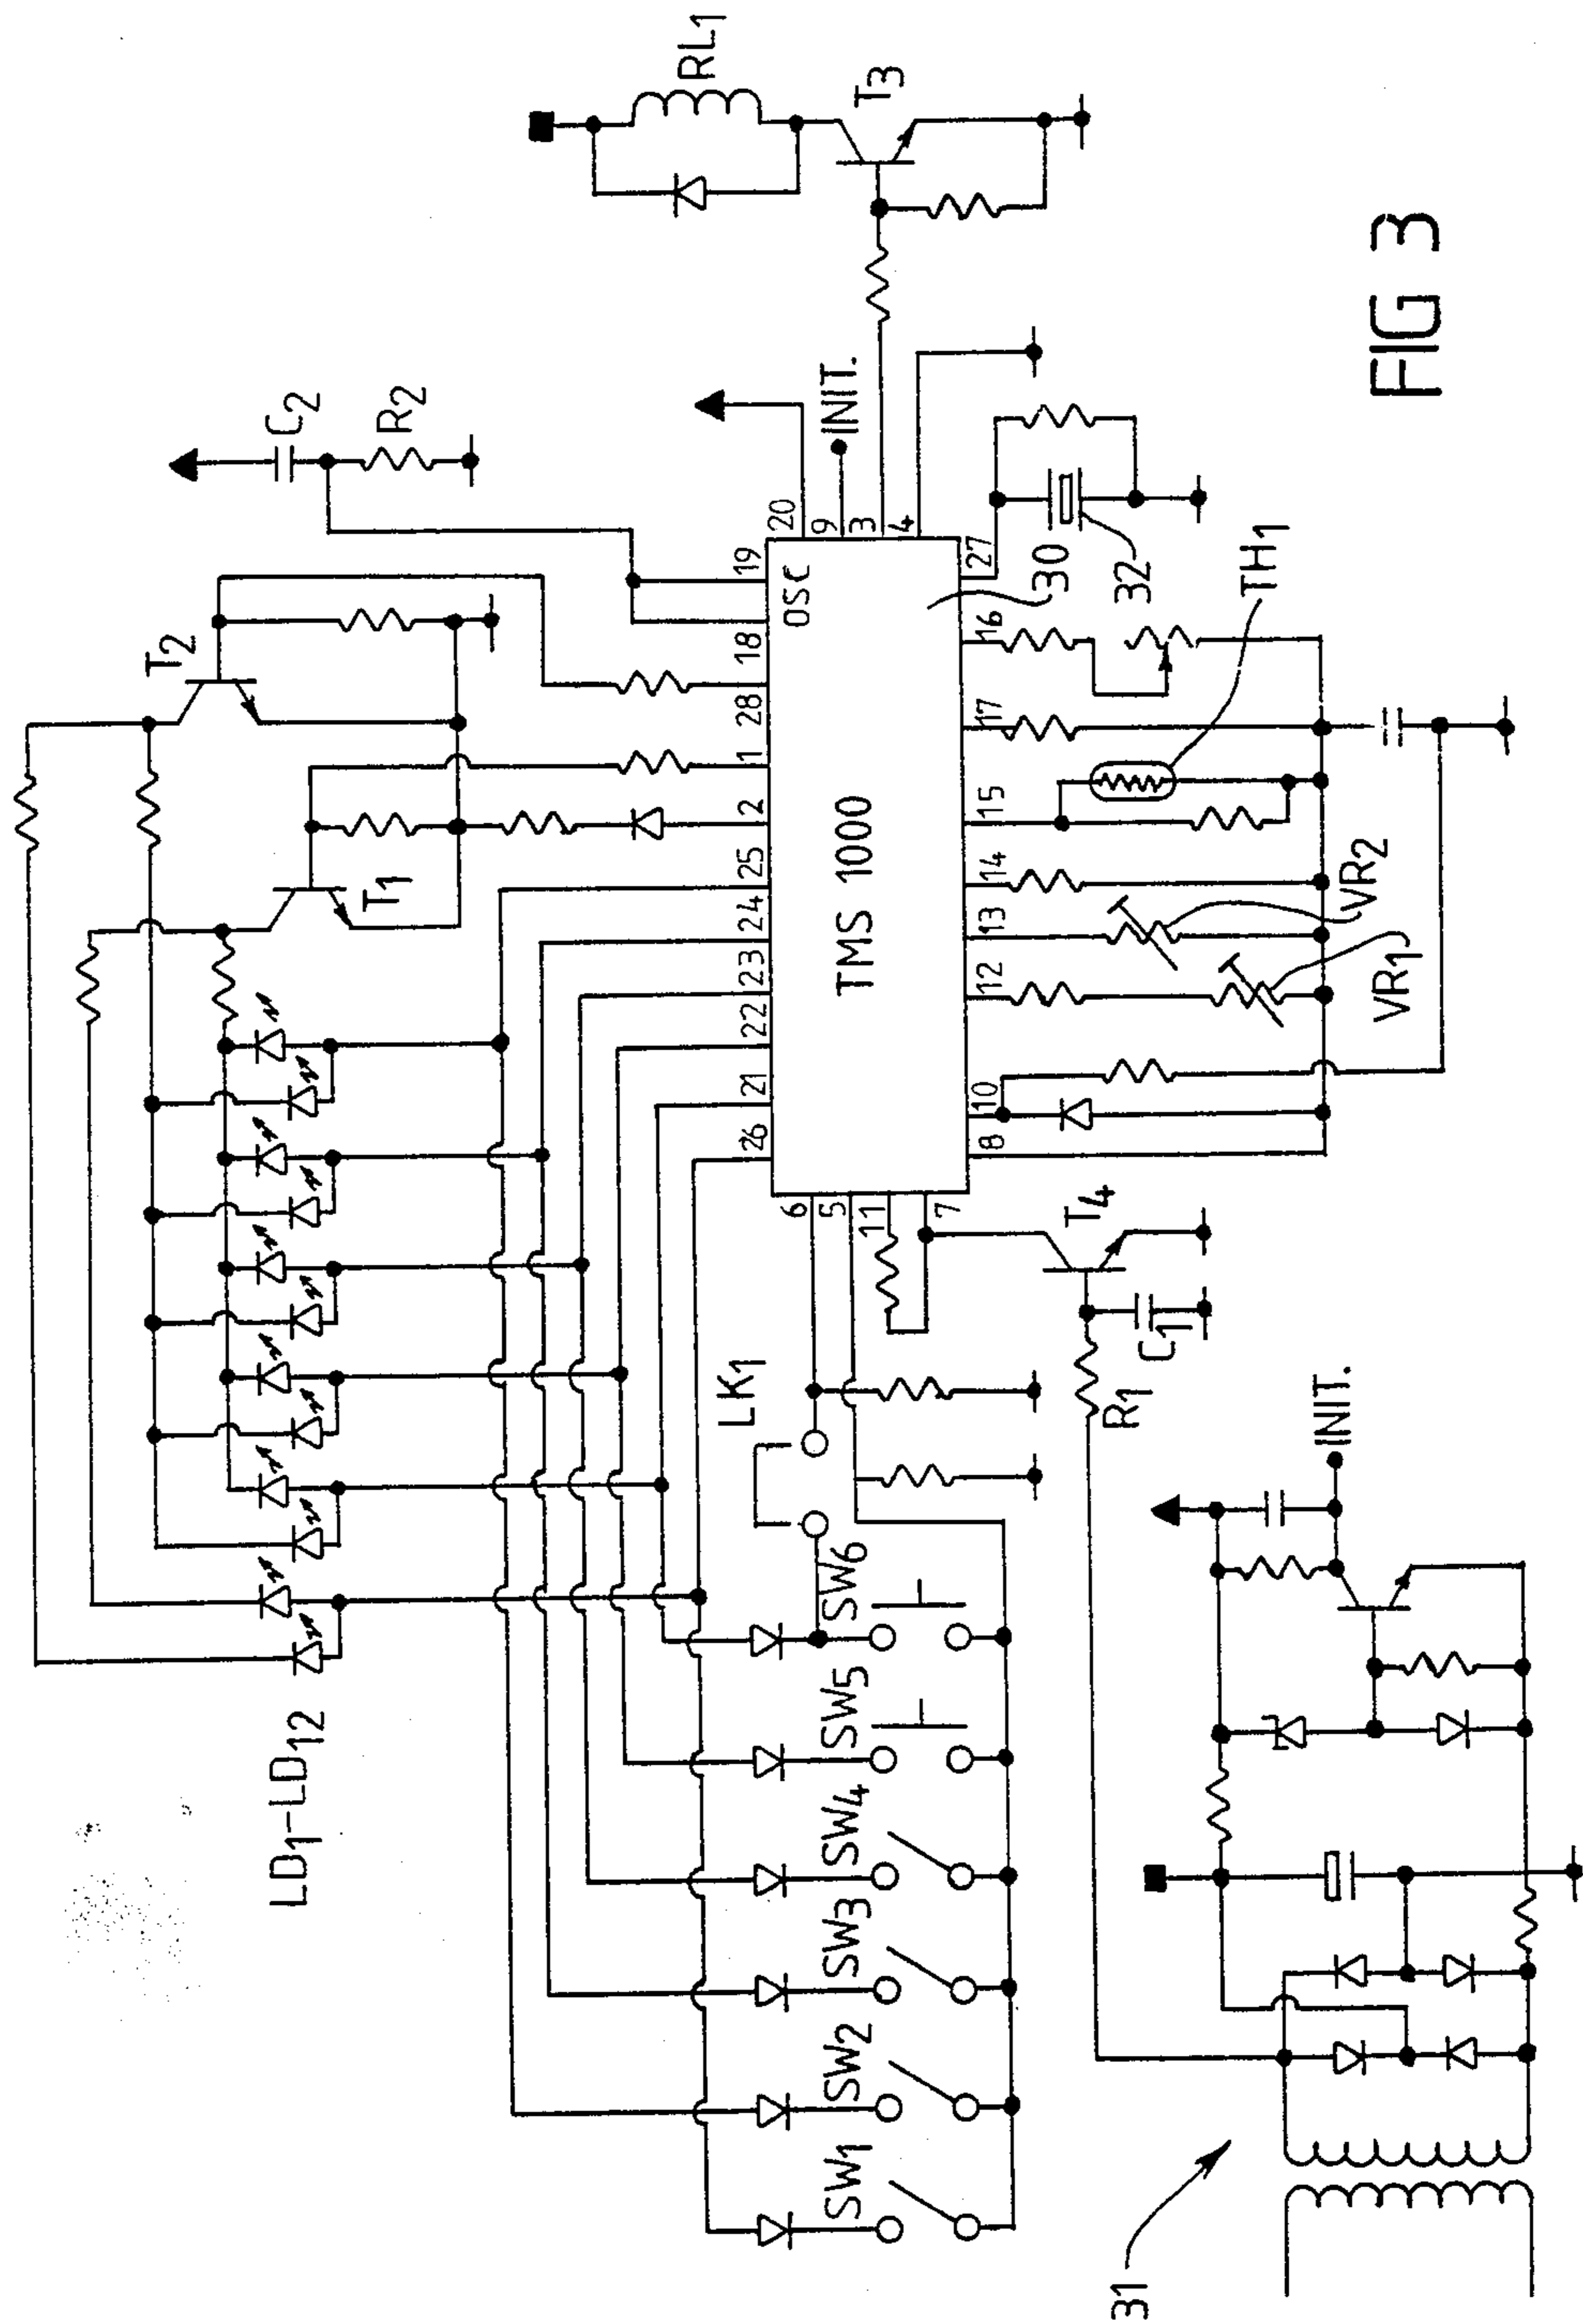 RL1
T3
C2
R2
T2
T1
INIT.
FIG 3
20
9
3
4
19
18
28
1
2
25
24
23
22
21
26
OSC
TMS 1000
27
16
17
15
14
13
12
10
8
6
5
11
7
30
32
TH1
VR2
VR1
T4
C1
R1
LK1
INIT.
LD1-LD12
SW6
SW5
SW4
SW3
SW2
SW1
31